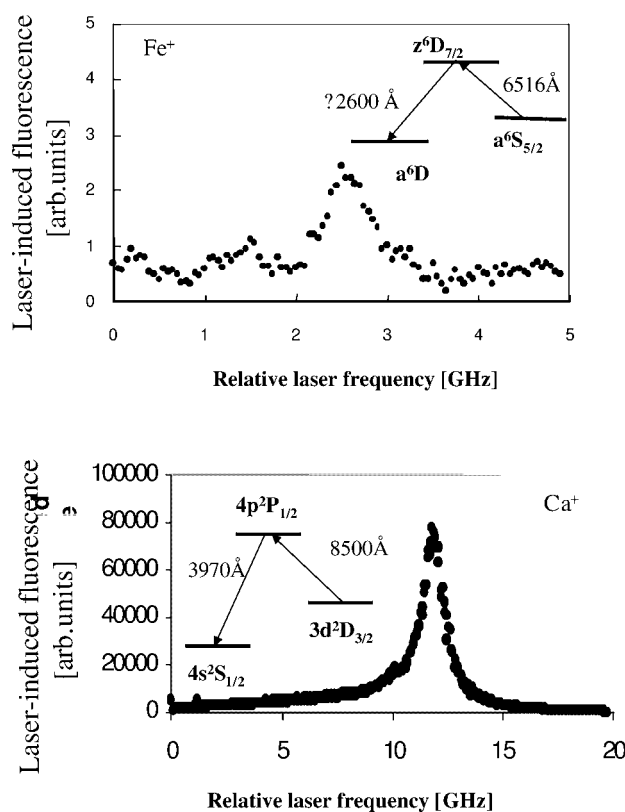 Fe⁺
z⁶D₇/₂
?2600 Å
6516Å
a⁶D
a⁶S₅/₂
Laser-induced fluorescence
[arb.units]
5
4
3
2
1
0
0 1 2 3 4 5
Relative laser frequency [GHz]
Ca⁺
4p²P₁/₂
3970Å
8500Å
3d²D₃/₂
4s²S₁/₂
Laser-induced fluorescence
[arb.units]
100000
80000
60000
40000
20000
0
0 5 10 15 20
Relative laser frequency [GHz]